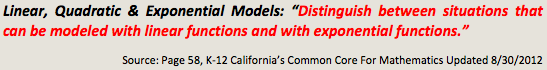 Linear, Quadratic & Exponential Models: “Distinguish between situations that
can be modeled with linear functions and with exponential functions.”
Source: Page 58, K-12 California’s Common Core For Mathematics Updated 8/30/2012